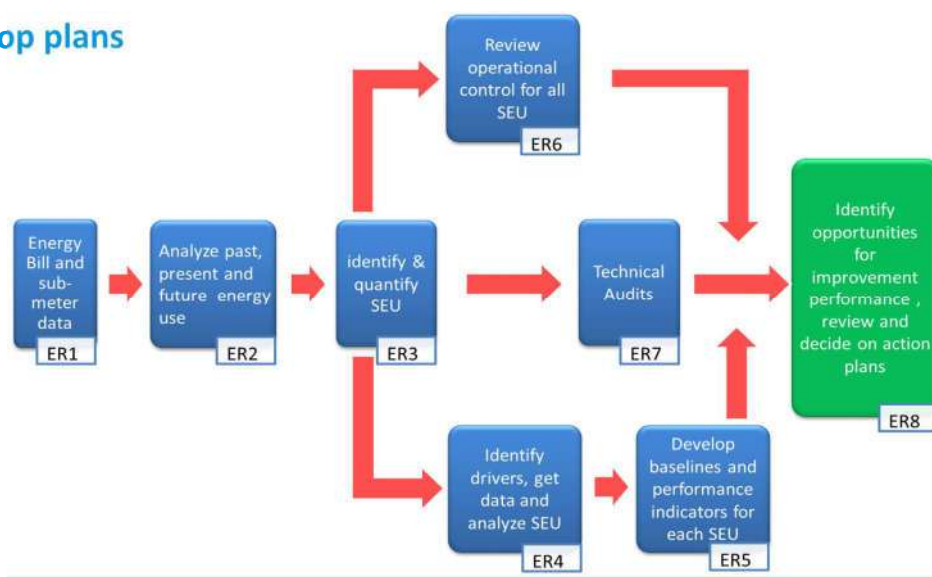 op plans
Review
operational
control for all
SEU
ER6
Energy
Bill and
sub-
meter
data
ER1
Analyze past,
present and
future energy
use
ER2
identify &
quantify SEU
ER3
Technical
Audits
ER7
Identify
opportunities
for
improvement
performance ,
review and
decide on action
plans
ER8
Identify
drivers, get
data and
analyze SEU
ER4
Develop
baselines and
performance
indicators for
each SEU
ER5